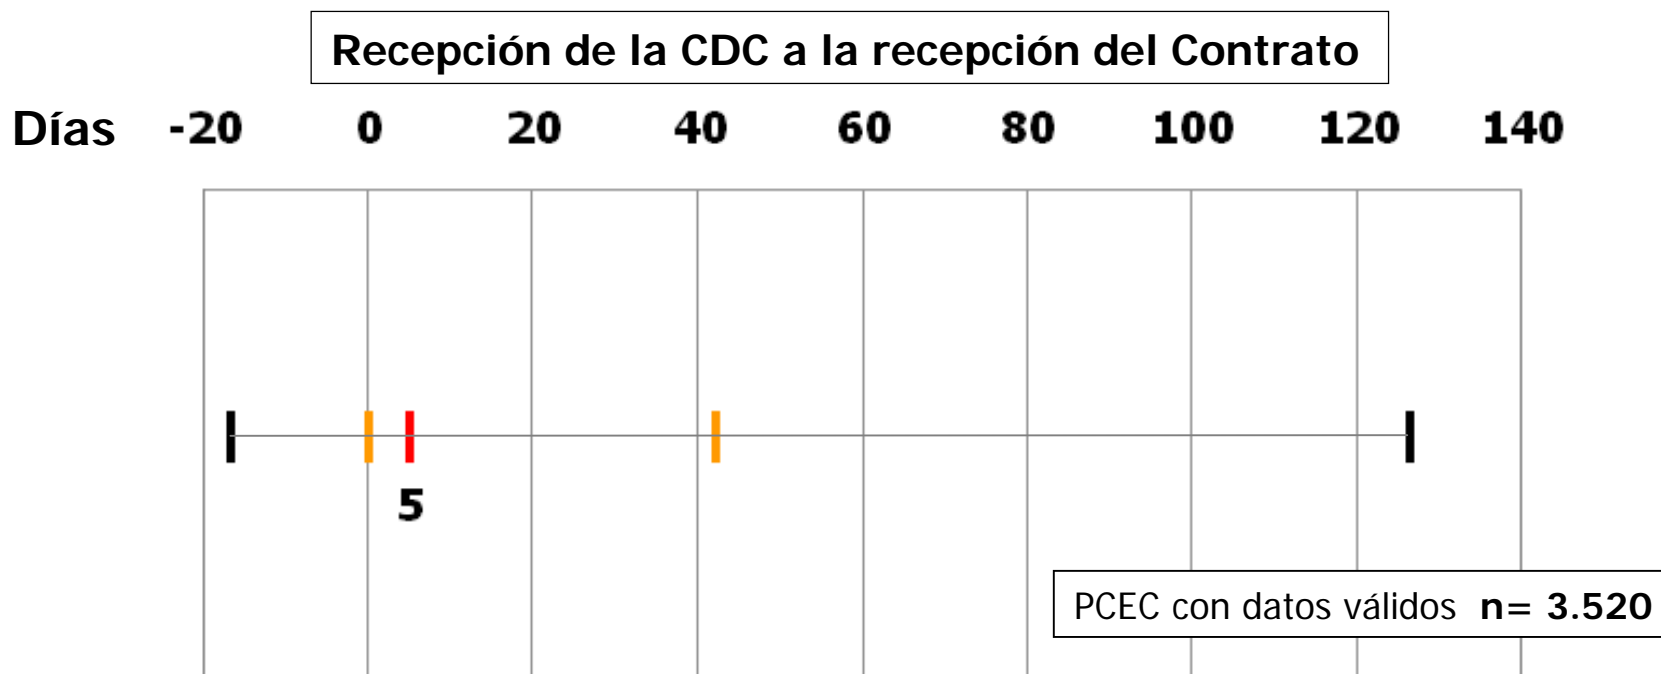 Recepción de la CDC a la recepción del Contrato
Días -20 0 20 40 60 80 100 120 140
5
PCEC con datos válidos n= 3.520